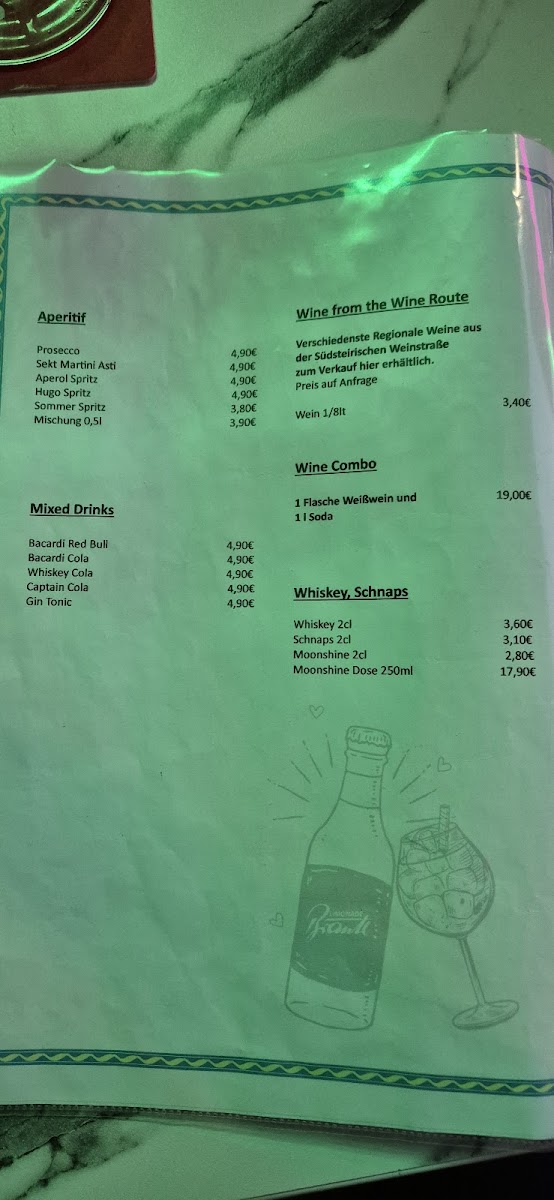 Aperitif
Prosecco 4,90€
Sekt Martini Asti 4,90€
Aperol Spritz 4,90€
Hugo Spritz 4,90€
Sommer Spritz 3,80€
Mischung 0,5l 3,90€
Mixed Drinks
Bacardi Red Bull 4,90€
Bacardi Cola 4,90€
Whiskey Cola 4,90€
Captain Cola 4,90€
Gin Tonic 4,90€
Wine from the Wine Route
Verschiedenste Regionale Weine aus
der Südsteirischen Weinstraße
zum Verkauf hier erhältlich.
Preis auf Anfrage
Wein 1/8lt 3,40€
Wine Combo
1 Flasche Weißwein und 19,00€
1 l Soda
Whiskey, Schnaps
Whiskey 2cl 3,60€
Schnaps 2cl 3,10€
Moonshine 2cl 2,80€
Moonshine Dose 250ml 17,90€
LIMONADE